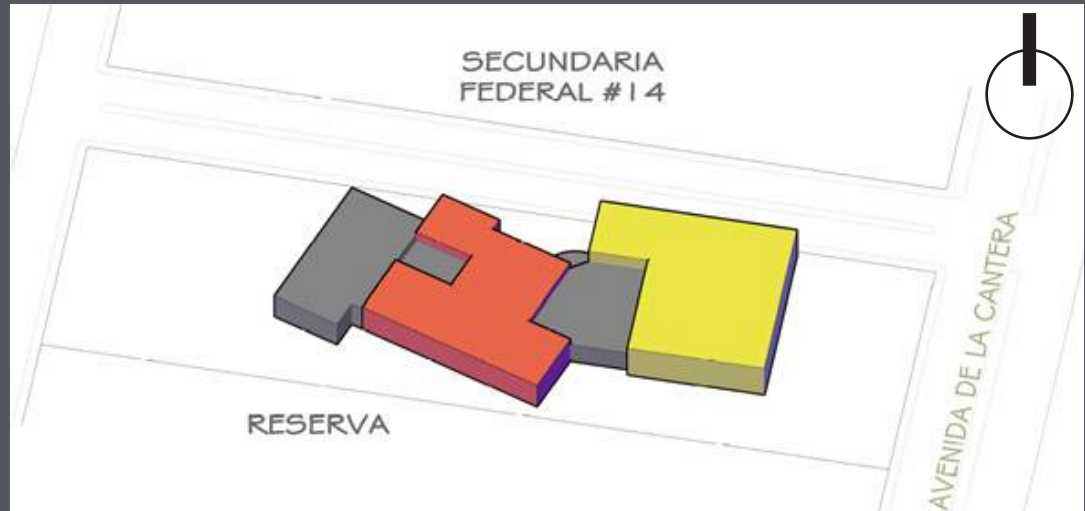 SECUNDARIA
FEDERAL #14
AVENIDA DE LA CANTERA
RESERVA